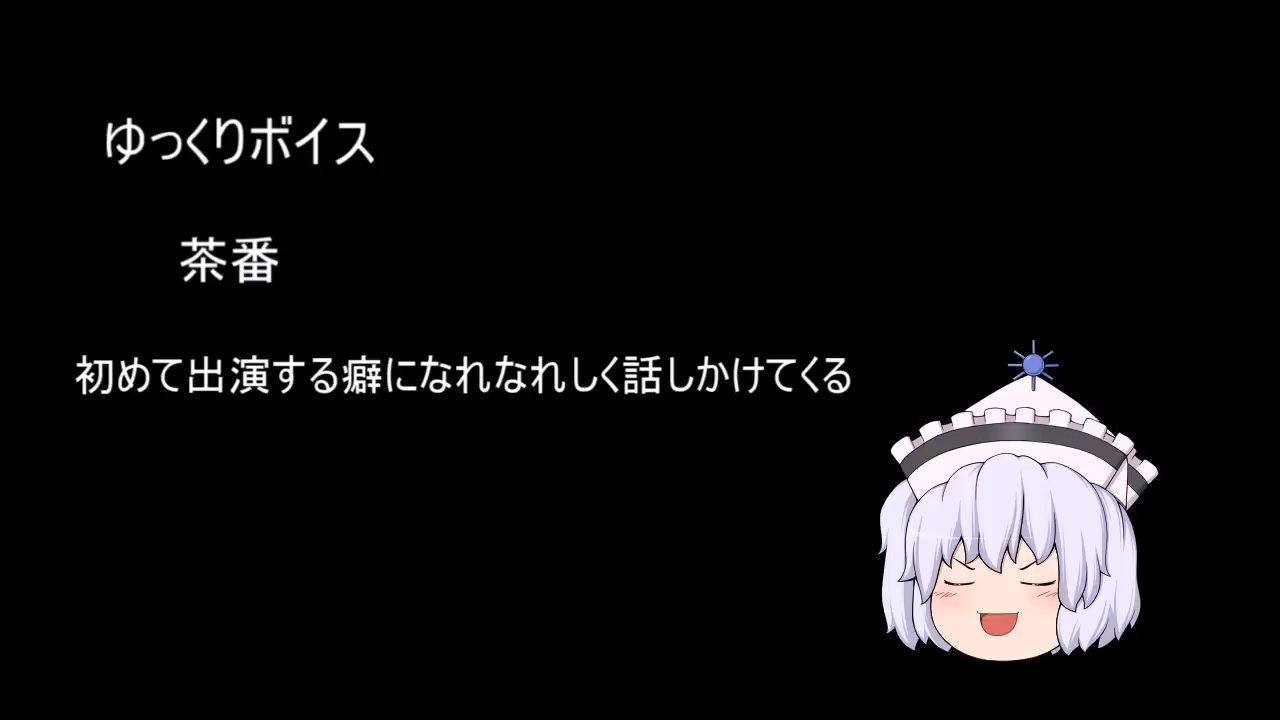 ゆっくりボイス
茶番
初めて出演する癖になれなれしく話しかけてくる